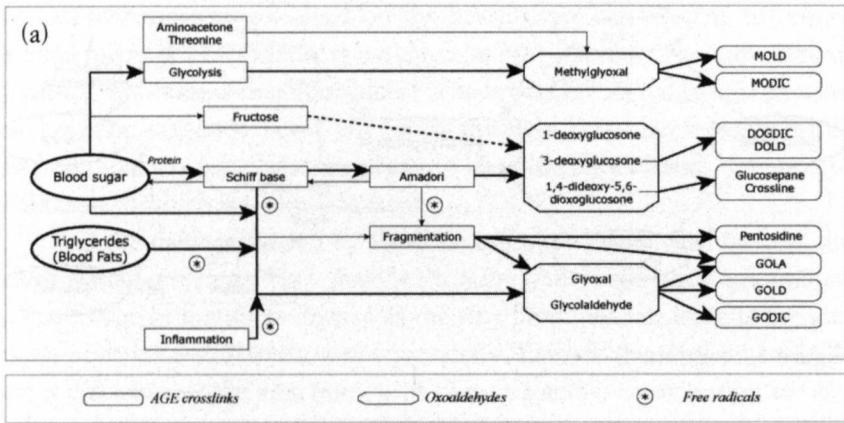 (a)
Aminoacetone
Threonine
Glycolysis
Methylglyoxal
MOLD
MODIC
Fructose
1-deoxyglucosone
3-deoxyglucosone
1,4-dideoxy-5,6-
dioxoglucosone
DOGDIC
DOLD
Glucosepane
Crossline
Blood sugar
Protein
Schiff base
Amadori
Triglycerides
(Blood Fats)
Fragmentation
Pentosidine
Glyoxal
Glycolaldehyde
GOLA
GOLD
GODIC
Inflammation
AGE crosslinks
Oxoaldehydes
Free radicals